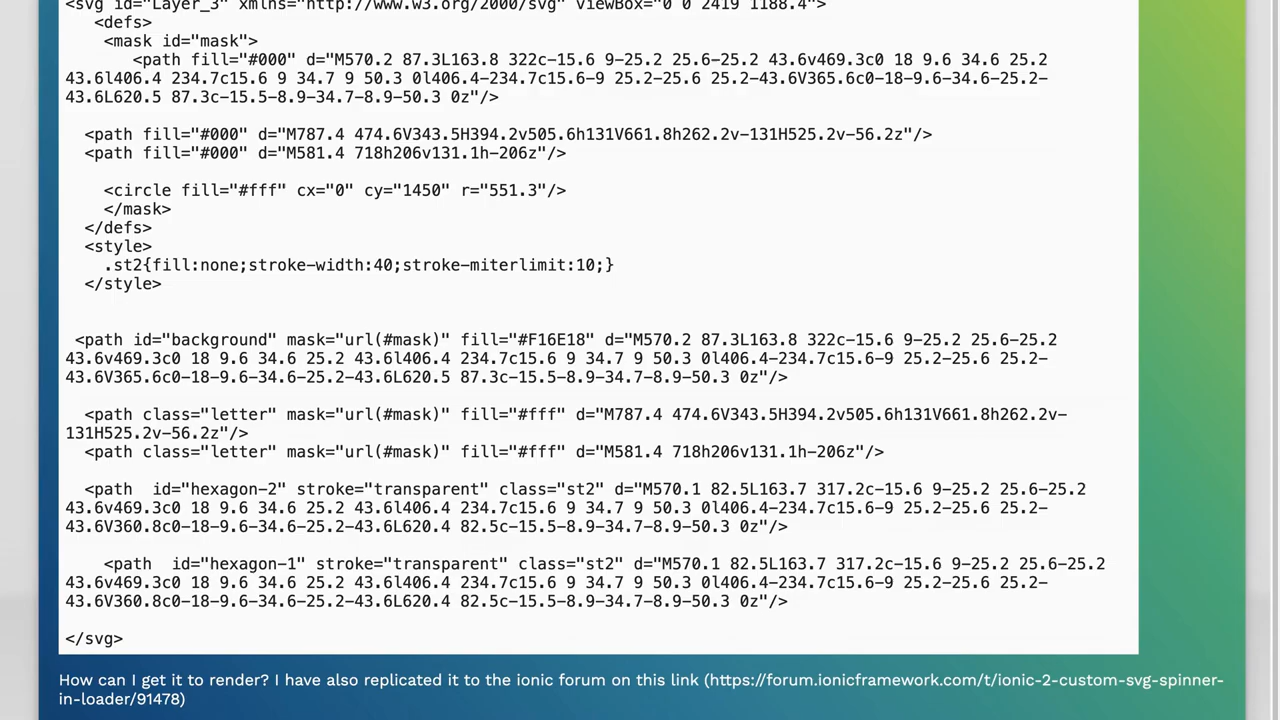 <svg id="Layer_3" xmlns="http://www.w3.org/2000/svg" viewBox="0 0 2419 1188.4">
<defs>
<mask id="mask">
<path fill="#000" d="M570.2 87.3L163.8 322c-15.6 9-25.2 25.6-25.2 43.6v469.3c0 18 9.6 34.6 25.2
43.6l406.4 234.7c15.6 9 34.7 9 50.3 0l406.4-234.7c15.6-9 25.2-25.6 25.2-43.6V365.6c0-18-9.6-34.6-25.2-
43.6L620.5 87.3c-15.5-8.9-34.7-8.9-50.3 0z"/>
<path fill="#000" d="M787.4 474.6V343.5H394.2v505.6h131V661.8h262.2v-131H525.2v-56.2z"/>
<path fill="#000" d="M581.4 718h206v131.1h-206z"/>
<circle fill="#fff" cx="0" cy="1450" r="551.3"/>
</mask>
</defs>
<style>
.st2{fill:none;stroke-width:40;stroke-miterlimit:10;}
</style>
<path id="background" mask="url(#mask)" fill="#F16E18" d="M570.2 87.3L163.8 322c-15.6 9-25.2 25.6-25.2
43.6v469.3c0 18 9.6 34.6 25.2 43.6l406.4 234.7c15.6 9 34.7 9 50.3 0l406.4-234.7c15.6-9 25.2-25.6 25.2-
43.6V365.6c0-18-9.6-34.6-25.2-43.6L620.5 87.3c-15.5-8.9-34.7-8.9-50.3 0z"/>
<path class="letter" mask="url(#mask)" fill="#fff" d="M787.4 474.6V343.5H394.2v505.6h131V661.8h262.2v-
131H525.2v-56.2z"/>
<path class="letter" mask="url(#mask)" fill="#fff" d="M581.4 718h206v131.1h-206z"/>
<path  id="hexagon-2" stroke="transparent" class="st2" d="M570.1 82.5L163.7 317.2c-15.6 9-25.2 25.6-25.2
43.6v469.3c0 18 9.6 34.6 25.2 43.6l406.4 234.7c15.6 9 34.7 9 50.3 0l406.4-234.7c15.6-9 25.2-25.6 25.2-
43.6V360.8c0-18-9.6-34.6-25.2-43.6L620.4 82.5c-15.5-8.9-34.7-8.9-50.3 0z"/>
<path  id="hexagon-1" stroke="transparent" class="st2" d="M570.1 82.5L163.7 317.2c-15.6 9-25.2 25.6-25.2
43.6v469.3c0 18 9.6 34.6 25.2 43.6l406.4 234.7c15.6 9 34.7 9 50.3 0l406.4-234.7c15.6-9 25.2-25.6 25.2-
43.6V360.8c0-18-9.6-34.6-25.2-43.6L620.4 82.5c-15.5-8.9-34.7-8.9-50.3 0z"/>
</svg>
How can I get it to render? I have also replicated it to the ionic forum on this link (https://forum.ionicframework.com/t/ionic-2-custom-svg-spinner-
in-loader/91478)